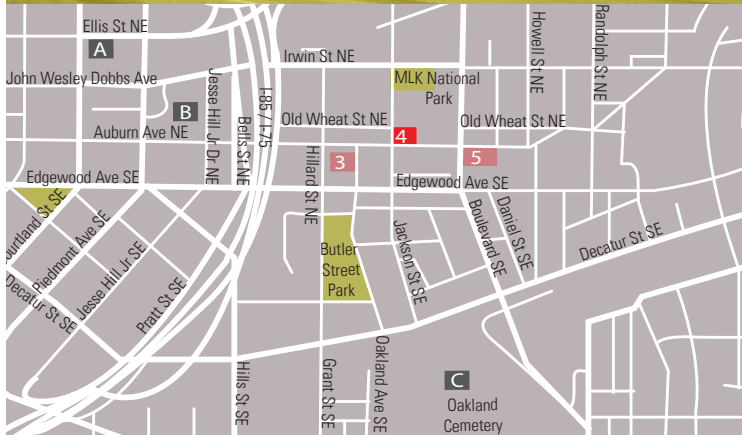 Ellis St NE
A
John Wesley Dobbs Ave
B
Auburn Ave NE
Jesse Hill Jr Dr NE
Bells St NE
I-85 / I-75
Irwin St NE
MLK National
Park
Howell St NE
Randolph St NE
Old Wheat St NE
4
Old Wheat St NE
3
5
Hillard St NE
Edgewood Ave SE
Edgewood Ave SE
Courtland St SE
Piedmont Ave SE
Jesse Hill Jr SE
Decatur St SE
Pratt St SE
Butler
Street
Park
Jackson St SE
Boulevard SE
Daniel St SE
Decatur St SE
Hills St SE
Grant St SE
Oakland Ave SE
C
Oakland
Cemetery